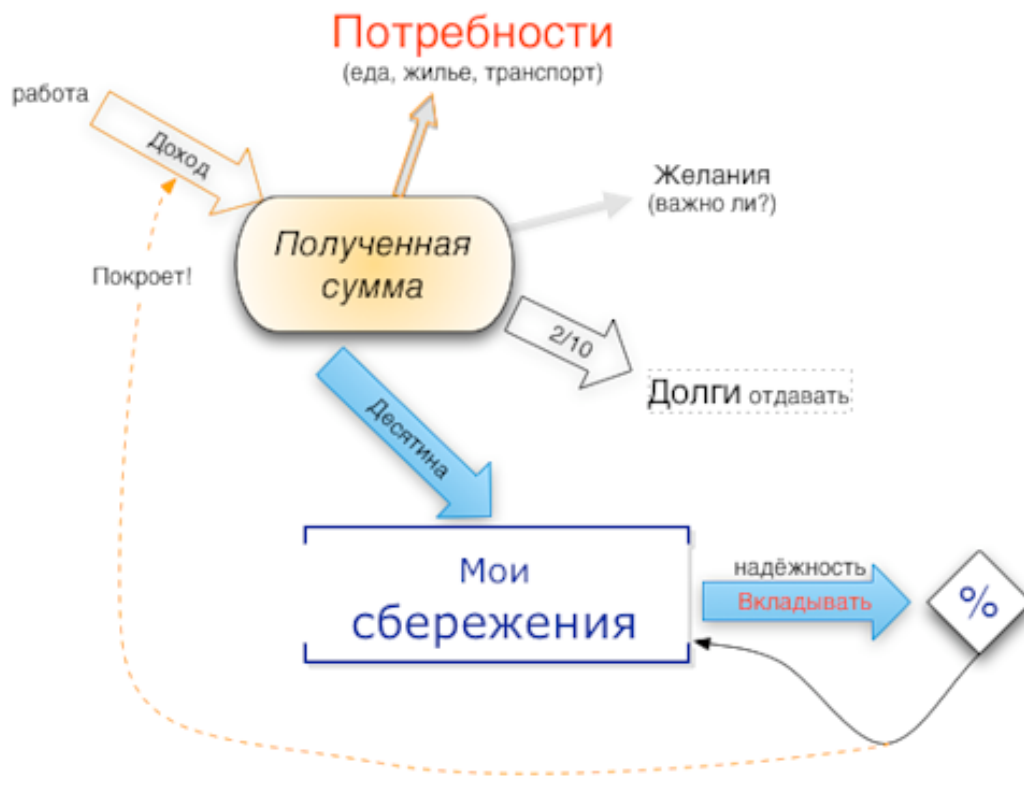 Потребности
(еда, жилье, транспорт)
работа
Доход
Желания
(важно ли?)
Полученная
сумма
Покроет!
2/10
Долги отдавать
Десятина
Мои
сбережения
надёжность
Вкладывать
%